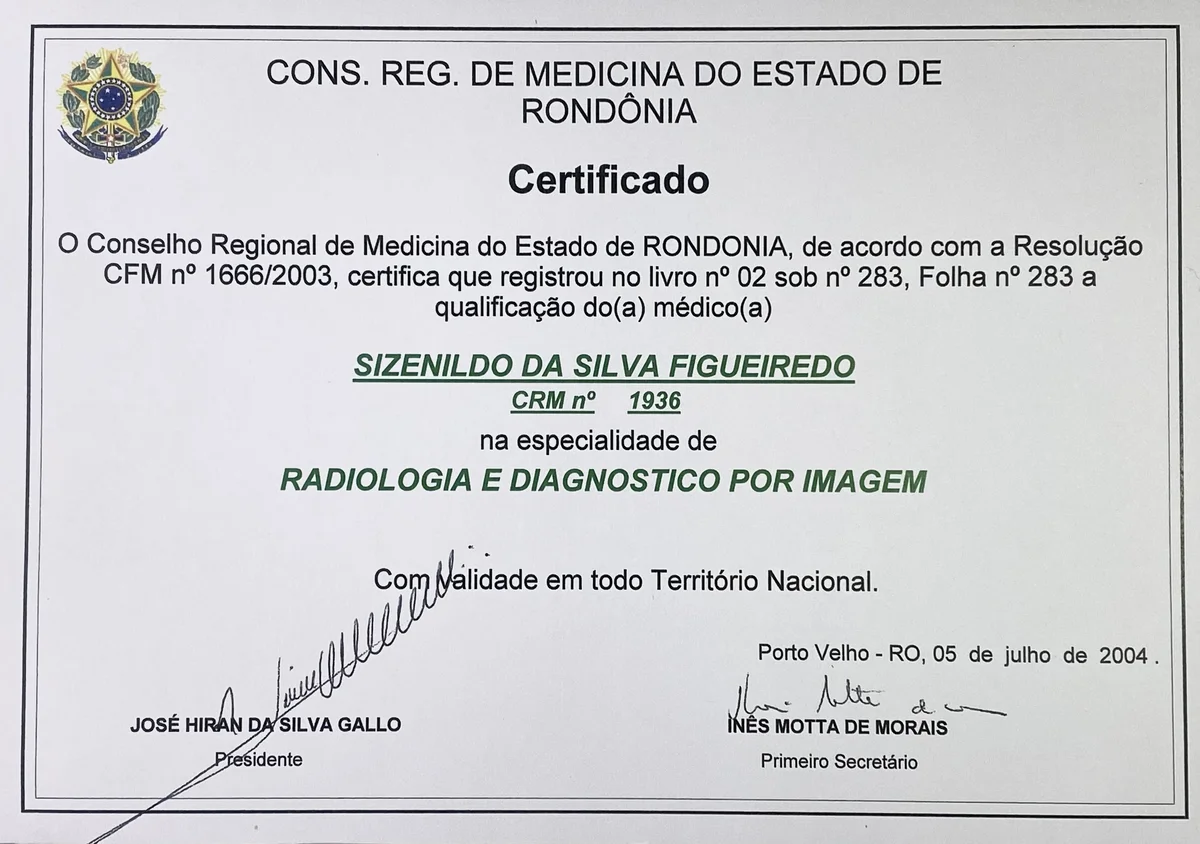 CONS. REG. DE MEDICINA DO ESTADO DE
RONDÔNIA
Certificado
O Conselho Regional de Medicina do Estado de RONDONIA, de acordo com a Resolução
CFM nº 1666/2003, certifica que registrou no livro nº 02 sob nº 283, Folha nº 283 a
qualificação do(a) médico(a)
SIZENILDO DA SILVA FIGUEIREDO
CRM nº 1936
na especialidade de
RADIOLOGIA E DIAGNOSTICO POR IMAGEM
Com validade em todo Território Nacional.
Porto Velho - RO, 05 de julho de 2004.
JOSÉ HIRAN DA SILVA GALLO
Presidente
INÊS MOTTA DE MORAIS
Primeiro Secretário